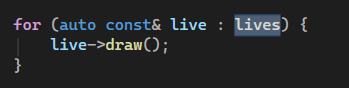 for (auto const& live : lives) {
    live->draw();
}